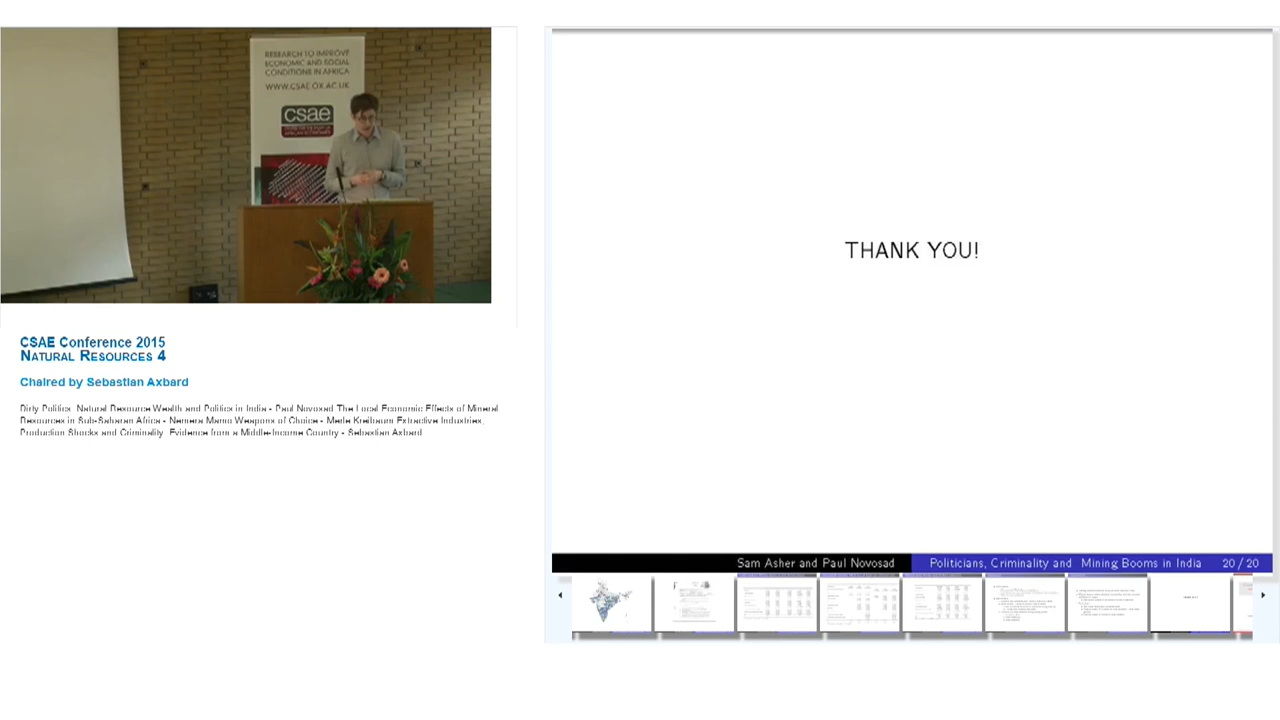 RESEARCH TO IMPROVE
ECONOMIC AND SOCIAL
CONDITIONS IN AFRICA
WWW.CSAE.OX.AC.UK
csae
CSAE Conference 2015
NATURAL RESOURCES 4
Chaired by Sebastian Axbard
Dirty Politics Natural Resource Wealth and Politics in India - Paul Novosad The Local Economic Effects of Mineral
Resources in Sub-Saharan Africa - Nemera Mamo Weapons of Choice - Merle Kreibaum Extractive Industries,
Production Shocks and Criminality Evidence from a Middle-Income Country - Sebastian Axbard
THANK YOU!
Sam Asher and Paul Novosad
Politicians, Criminality and Mining Booms in India
20 / 20